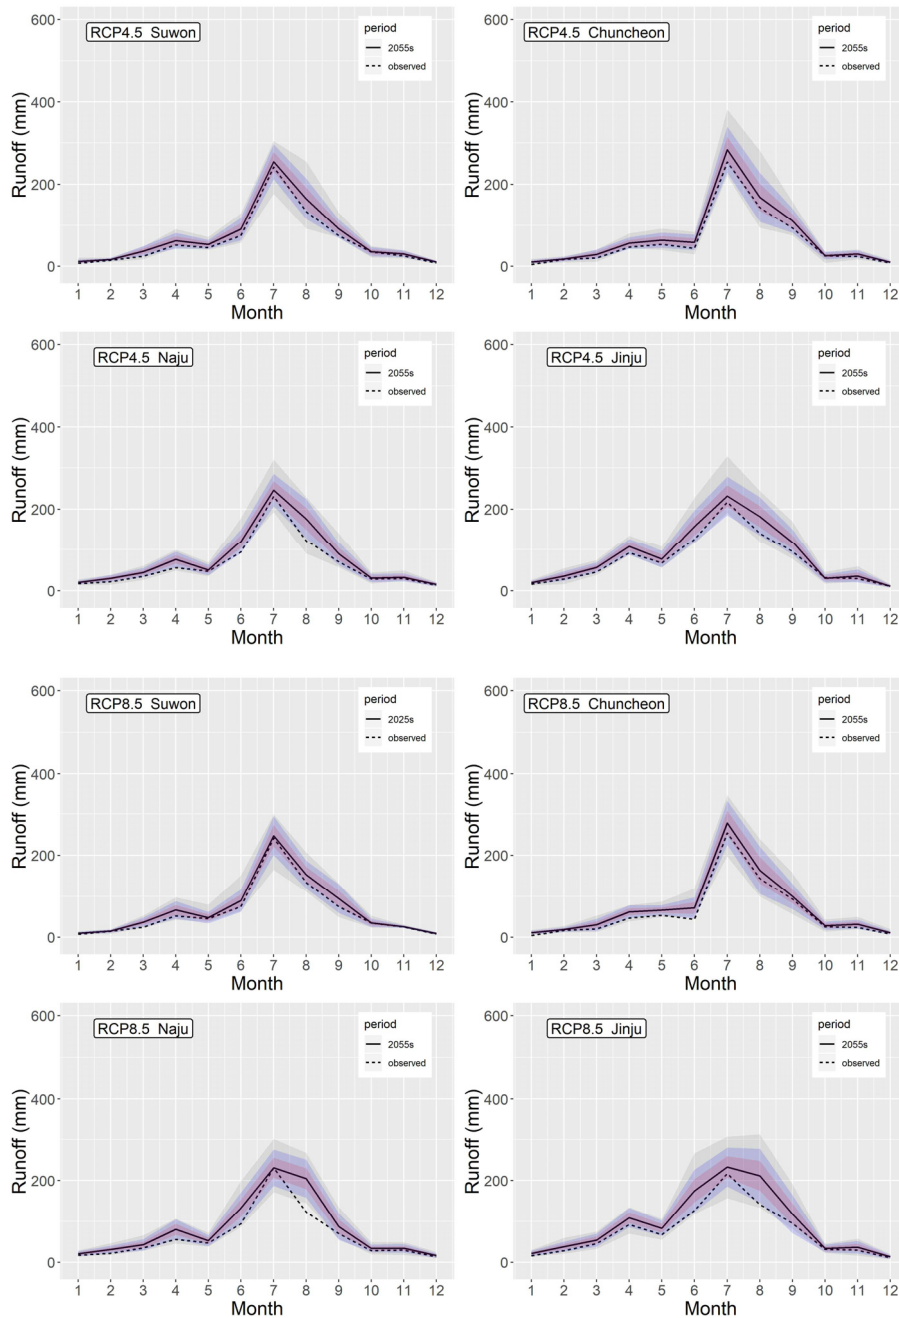 RCP4.5 Suwon
period
2055s
observed
Runoff (mm)
600
400
200
0
1 2 3 4 5 6 7 8 9 10 11 12
Month
RCP4.5 Chuncheon
period
2055s
observed
Runoff (mm)
600
400
200
0
1 2 3 4 5 6 7 8 9 10 11 12
Month
RCP4.5 Naju
period
2055s
observed
Runoff (mm)
600
400
200
0
1 2 3 4 5 6 7 8 9 10 11 12
Month
RCP4.5 Jinju
period
2055s
observed
Runoff (mm)
600
400
200
0
1 2 3 4 5 6 7 8 9 10 11 12
Month
RCP8.5 Suwon
period
2025s
observed
Runoff (mm)
600
400
200
0
1 2 3 4 5 6 7 8 9 10 11 12
Month
RCP8.5 Chuncheon
period
2055s
observed
Runoff (mm)
600
400
200
0
1 2 3 4 5 6 7 8 9 10 11 12
Month
RCP8.5 Naju
period
2055s
observed
Runoff (mm)
600
400
200
0
1 2 3 4 5 6 7 8 9 10 11 12
Month
RCP8.5 Jinju
period
2055s
observed
Runoff (mm)
600
400
200
0
1 2 3 4 5 6 7 8 9 10 11 12
Month